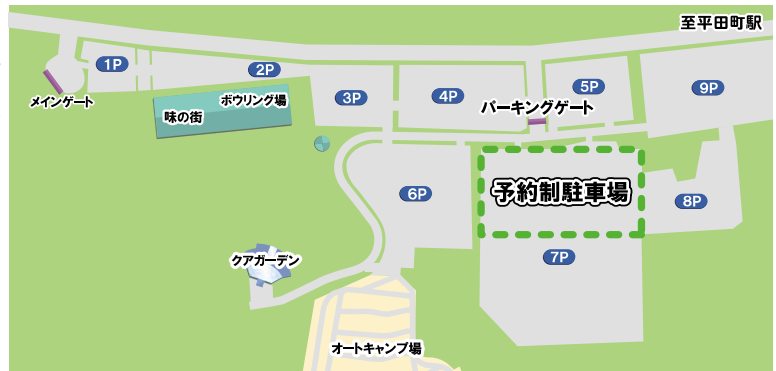 至平田町駅
1P
2P
3P
4P
5P
9P
メインゲート
ボウリング場
味の街
パーキングゲート
6P
予約制駐車場
8P
クアガーデン
7P
オートキャンプ場